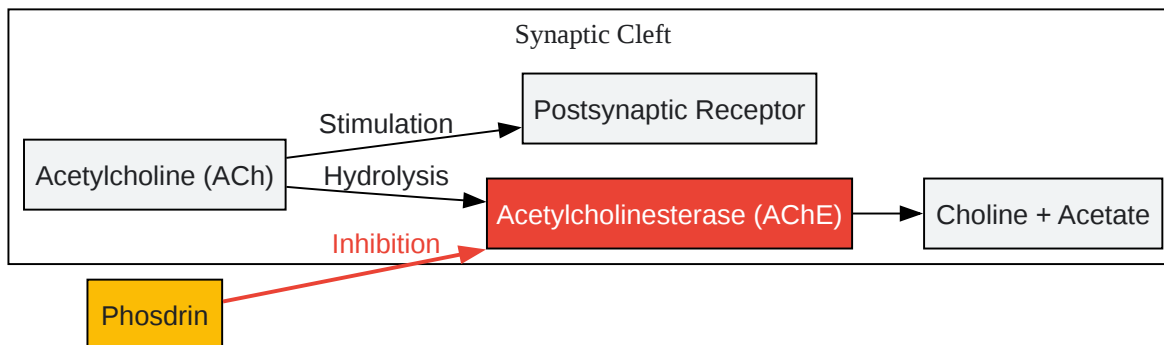 Synaptic Cleft
Postsynaptic Receptor
Stimulation
Acetylcholine (ACh)
Hydrolysis
Acetylcholinesterase (AChE)
Choline + Acetate
Inhibition
Phosdrin